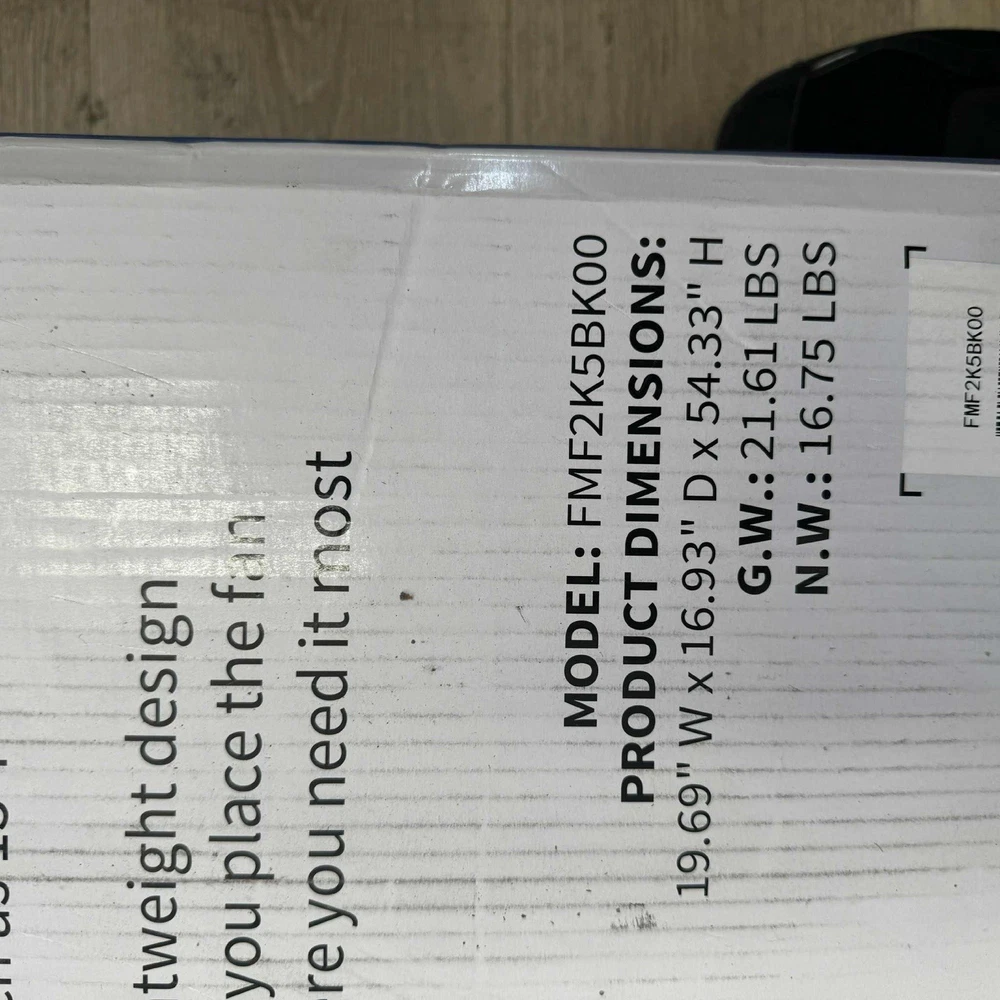 tweight design
you place the fan
re you need it most
MODEL: FMF2K5BK00
PRODUCT DIMENSIONS:
19.69" W x 16.93" D x 54.33" H
G.W.: 21.61 LBS
N.W.: 16.75 LBS
FMF2K5BK00